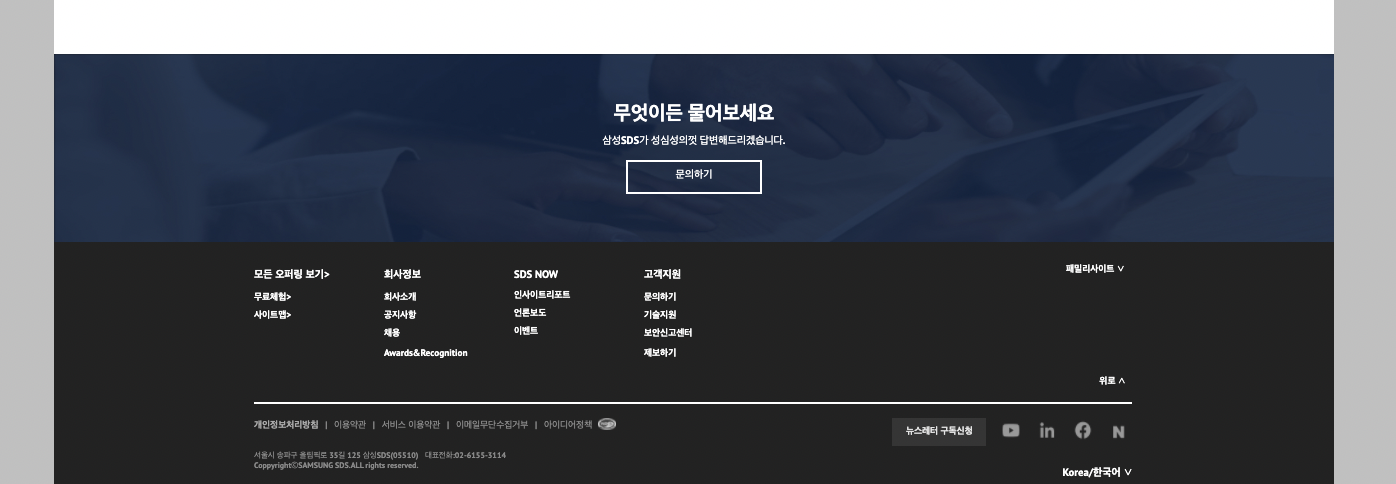 무엇이든 물어보세요
삼성SDS가 성심성의껏 답변해드리겠습니다.
문의하기
모든 오퍼링 보기>
무료체험>
사이트맵>
회사정보
회사소개
공지사항
채용
Awards&Recognition
SDS NOW
인사이트리포트
언론보도
이벤트
고객지원
문의하기
기술지원
보안신고센터
제보하기
패밀리사이트 ∨
위로 ∧
개인정보처리방침 | 이용약관 | 서비스 이용약관 | 이메일무단수집거부 | 아이디어정책
뉴스레터 구독신청
서울시 송파구 올림픽로 35길 125 삼성SDS(05510) 대표전화:02-6155-3114
CoppyrightⓒSAMSUNG SDS.ALL rights reserved.
Korea/한국어 ∨